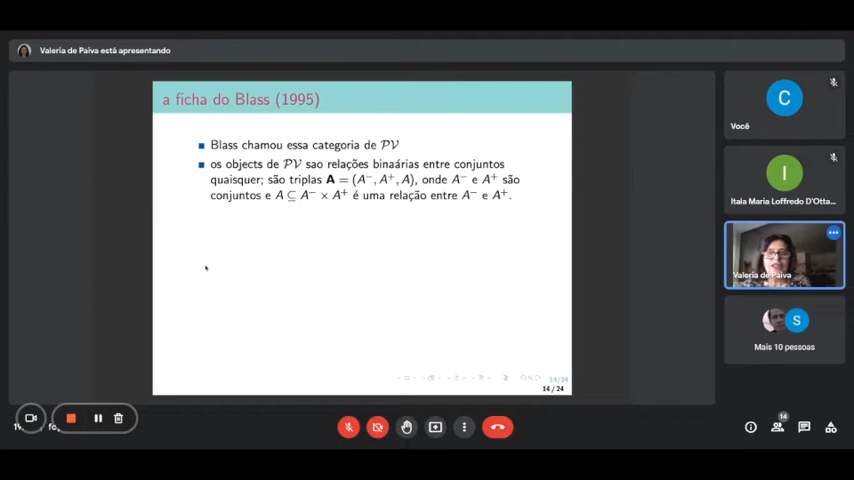 Valeria de Paiva está apresentando
a ficha do Blass (1995)
Blass chamou essa categoria de 𝒫𝒱
os objects de 𝒫𝒱 sao relações binaárias entre conjuntos
quaisquer; são triplas A = (A⁻, A⁺, A), onde A⁻ e A⁺ são
conjuntos e A ⊆ A⁻ × A⁺ é uma relação entre A⁻ e A⁺.
14/24
14 / 24
C
Você
I
Itala Maria Loffredo D'Otta...
Valeria de Paiva
S
Mais 10 pessoas
14